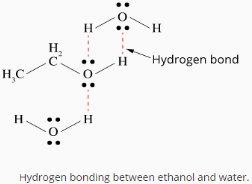 H O H
H₂
C
H
Hydrogen bond
H₃C O
H O H
Hydrogen bonding between ethanol and water.